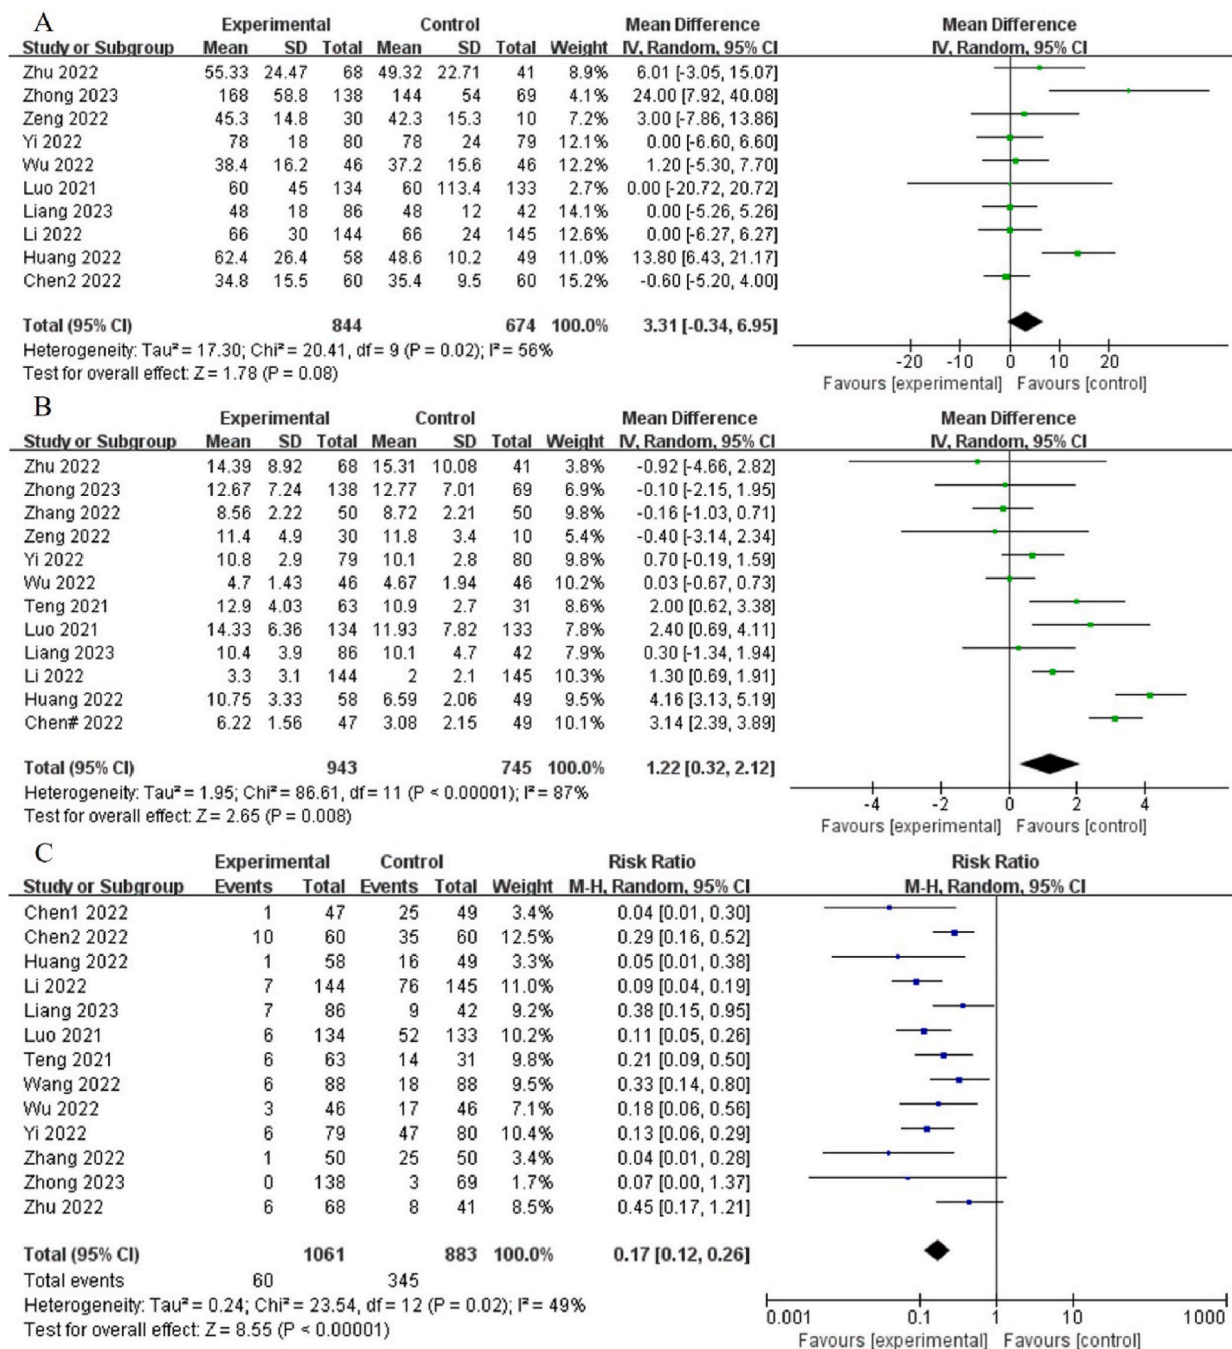 A
Experimental Control Mean Difference Mean Difference
Study or Subgroup Mean SD Total Mean SD Total Weight IV, Random, 95% CI IV, Random, 95% CI
Zhu 2022 55.33 24.47 68 49.32 22.71 41 8.9% 6.01 [-3.05, 15.07]
Zhong 2023 168 58.8 138 144 54 69 4.1% 24.00 [7.92, 40.08]
Zeng 2022 45.3 14.8 30 42.3 15.3 10 7.2% 3.00 [-7.86, 13.86]
Yi 2022 78 18 80 78 24 79 12.1% 0.00 [-6.60, 6.60]
Wu 2022 38.4 16.2 46 37.2 15.6 46 12.2% 1.20 [-5.30, 7.70]
Luo 2021 60 45 134 60 113.4 133 2.7% 0.00 [-20.72, 20.72]
Liang 2023 48 18 86 48 12 42 14.1% 0.00 [-5.26, 5.26]
Li 2022 66 30 144 66 24 145 12.6% 0.00 [-6.27, 6.27]
Huang 2022 62.4 26.4 58 48.6 10.2 49 11.0% 13.80 [6.43, 21.17]
Chen2 2022 34.8 15.5 60 35.4 9.5 60 15.2% -0.60 [-5.20, 4.00]
Total (95% CI) 844 674 100.0% 3.31 [-0.34, 6.95]
Heterogeneity: Tau² = 17.30; Chi² = 20.41, df = 9 (P = 0.02); I² = 56%
Test for overall effect: Z = 1.78 (P = 0.08)
-20 -10 0 10 20
Favours [experimental] Favours [control]
B
Experimental Control Mean Difference Mean Difference
Study or Subgroup Mean SD Total Mean SD Total Weight IV, Random, 95% CI IV, Random, 95% CI
Zhu 2022 14.39 8.92 68 15.31 10.08 41 3.8% -0.92 [-4.66, 2.82]
Zhong 2023 12.67 7.24 138 12.77 7.01 69 6.9% -0.10 [-2.15, 1.95]
Zhang 2022 8.56 2.22 50 8.72 2.21 50 9.8% -0.16 [-1.03, 0.71]
Zeng 2022 11.4 4.9 30 11.8 3.4 10 5.4% -0.40 [-3.14, 2.34]
Yi 2022 10.8 2.9 79 10.1 2.8 80 9.8% 0.70 [-0.19, 1.59]
Wu 2022 4.7 1.43 46 4.67 1.94 46 10.2% 0.03 [-0.67, 0.73]
Teng 2021 12.9 4.03 63 10.9 2.7 31 8.6% 2.00 [0.62, 3.38]
Luo 2021 14.33 6.36 134 11.93 7.82 133 7.8% 2.40 [0.69, 4.11]
Liang 2023 10.4 3.9 86 10.1 4.7 42 7.9% 0.30 [-1.34, 1.94]
Li 2022 3.3 3.1 144 2 2.1 145 10.3% 1.30 [0.69, 1.91]
Huang 2022 10.75 3.33 58 6.59 2.06 49 9.5% 4.16 [3.13, 5.19]
Chen# 2022 6.22 1.56 47 3.08 2.15 49 10.1% 3.14 [2.39, 3.89]
Total (95% CI) 943 745 100.0% 1.22 [0.32, 2.12]
Heterogeneity: Tau² = 1.95; Chi² = 86.61, df = 11 (P < 0.00001); I² = 87%
Test for overall effect: Z = 2.65 (P = 0.008)
-4 -2 0 2 4
Favours [experimental] Favours [control]
C
Experimental Control Risk Ratio Risk Ratio
Study or Subgroup Events Total Events Total Weight M-H, Random, 95% CI M-H, Random, 95% CI
Chen1 2022 1 47 25 49 3.4% 0.04 [0.01, 0.30]
Chen2 2022 10 60 35 60 12.5% 0.29 [0.16, 0.52]
Huang 2022 1 58 16 49 3.3% 0.05 [0.01, 0.38]
Li 2022 7 144 76 145 11.0% 0.09 [0.04, 0.19]
Liang 2023 7 86 9 42 9.2% 0.38 [0.15, 0.95]
Luo 2021 6 134 52 133 10.2% 0.11 [0.05, 0.26]
Teng 2021 6 63 14 31 9.8% 0.21 [0.09, 0.50]
Wang 2022 6 88 18 88 9.5% 0.33 [0.14, 0.80]
Wu 2022 3 46 17 46 7.1% 0.18 [0.06, 0.56]
Yi 2022 6 79 47 80 10.4% 0.13 [0.06, 0.29]
Zhang 2022 1 50 25 50 3.4% 0.04 [0.01, 0.28]
Zhong 2023 0 138 3 69 1.7% 0.07 [0.00, 1.37]
Zhu 2022 6 68 8 41 8.5% 0.45 [0.17, 1.21]
Total (95% CI) 1061 883 100.0% 0.17 [0.12, 0.26]
Total events 60 345
Heterogeneity: Tau² = 0.24; Chi² = 23.54, df = 12 (P = 0.02); I² = 49%
Test for overall effect: Z = 8.55 (P < 0.00001)
0.001 0.1 1 10 1000
Favours [experimental] Favours [control]